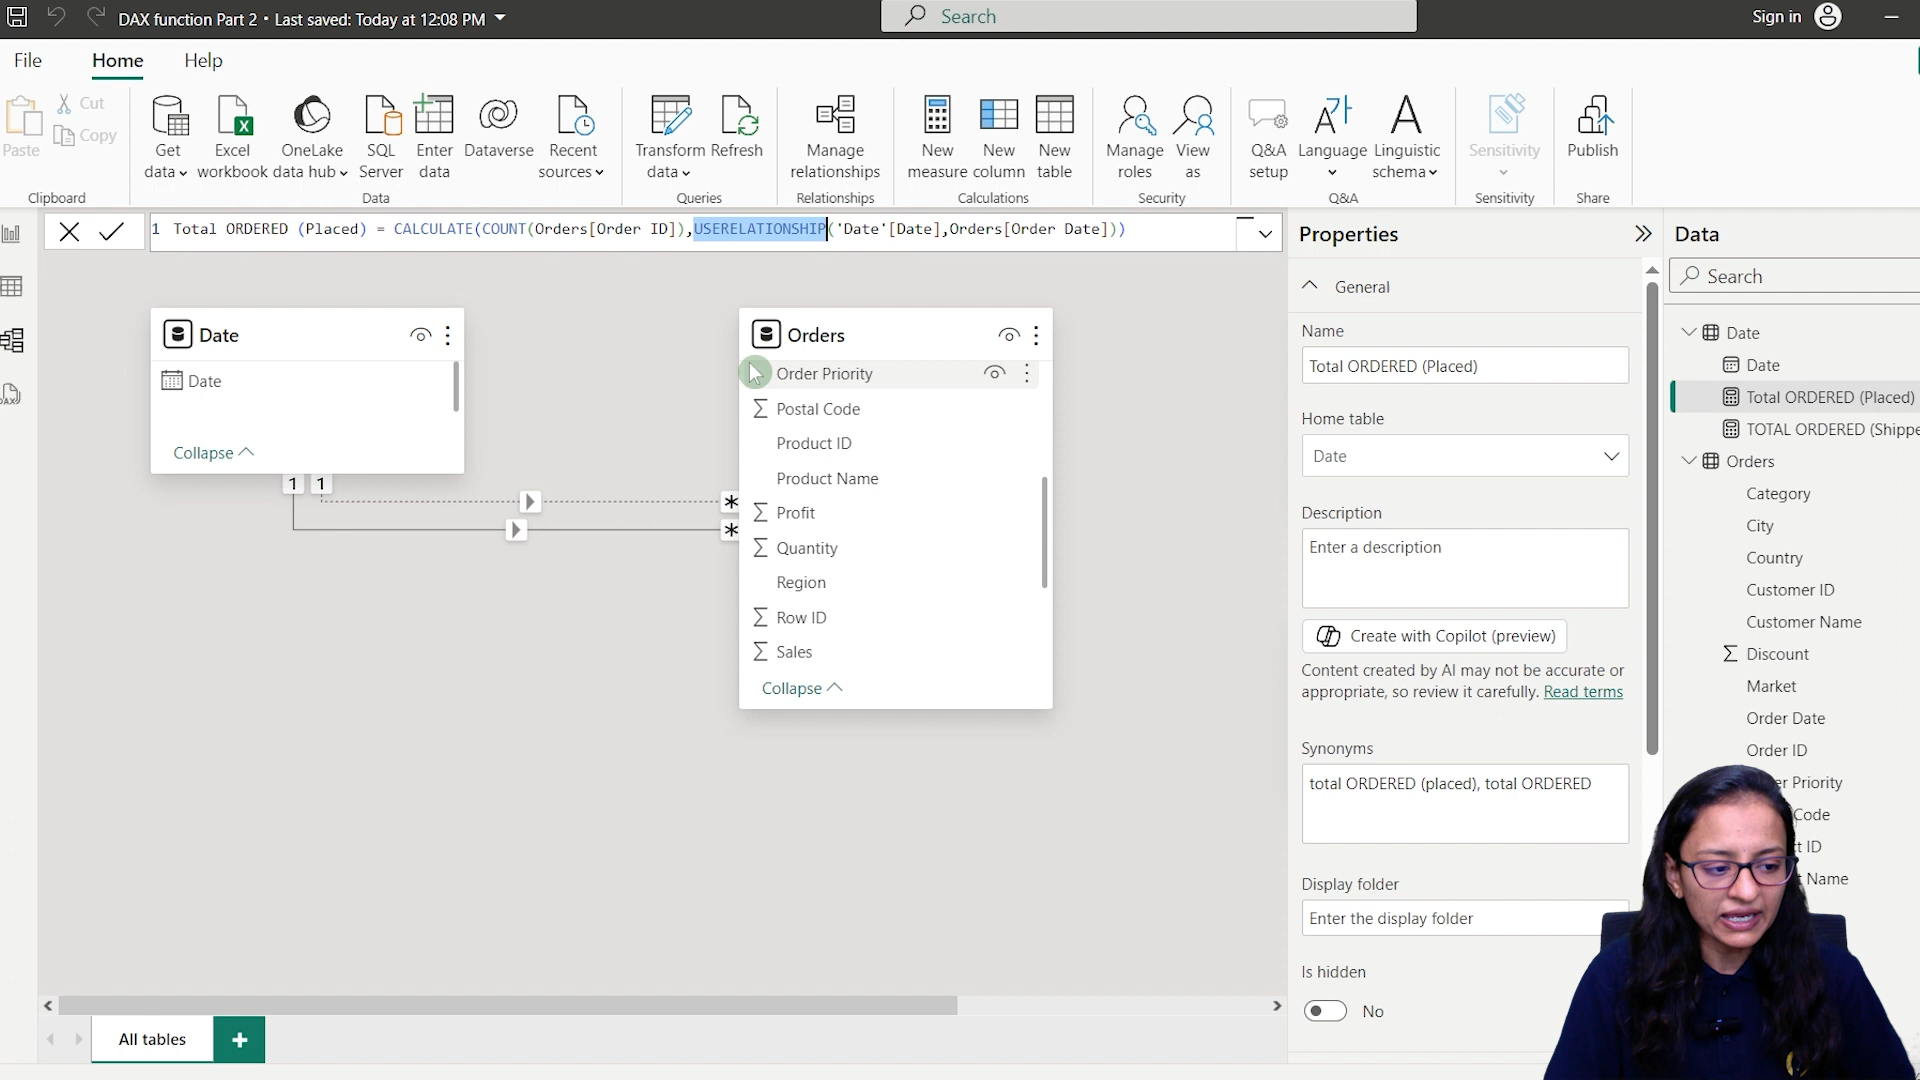 DAX function Part 2 • Last saved: Today at 12:08 PM
Search
Sign in
File
Home
Help
Paste
Cut
Copy
Clipboard
Get data
Excel workbook
OneLake data hub
SQL Server
Enter data
Dataverse
Recent sources
Data
Transform data
Refresh
Queries
Manage relationships
Relationships
New measure
New column
New table
Calculations
Manage roles
View as
Security
Q&A setup
Language
Linguistic schema
Q&A
Sensitivity
Sensitivity
Publish
Share
1 Total ORDERED (Placed) = CALCULATE(COUNT(Orders[Order ID]),USERELATIONSHIP('Date'[Date],Orders[Order Date]))
Date
Date
Collapse
1 1
*
*
Orders
Order Priority
Postal Code
Product ID
Product Name
Profit
Quantity
Region
Row ID
Sales
Collapse
All tables
+
Properties
General
Name
Total ORDERED (Placed)
Home table
Date
Description
Enter a description
Create with Copilot (preview)
Content created by AI may not be accurate or
appropriate, so review it carefully. Read terms
Synonyms
total ORDERED (placed), total ORDERED
Display folder
Enter the display folder
Is hidden
No
Data
Search
Date
Date
Total ORDERED (Placed)
TOTAL ORDERED (Shippe
Orders
Category
City
Country
Customer ID
Customer Name
Discount
Market
Order Date
Order ID
er Priority
Code
t ID
Name